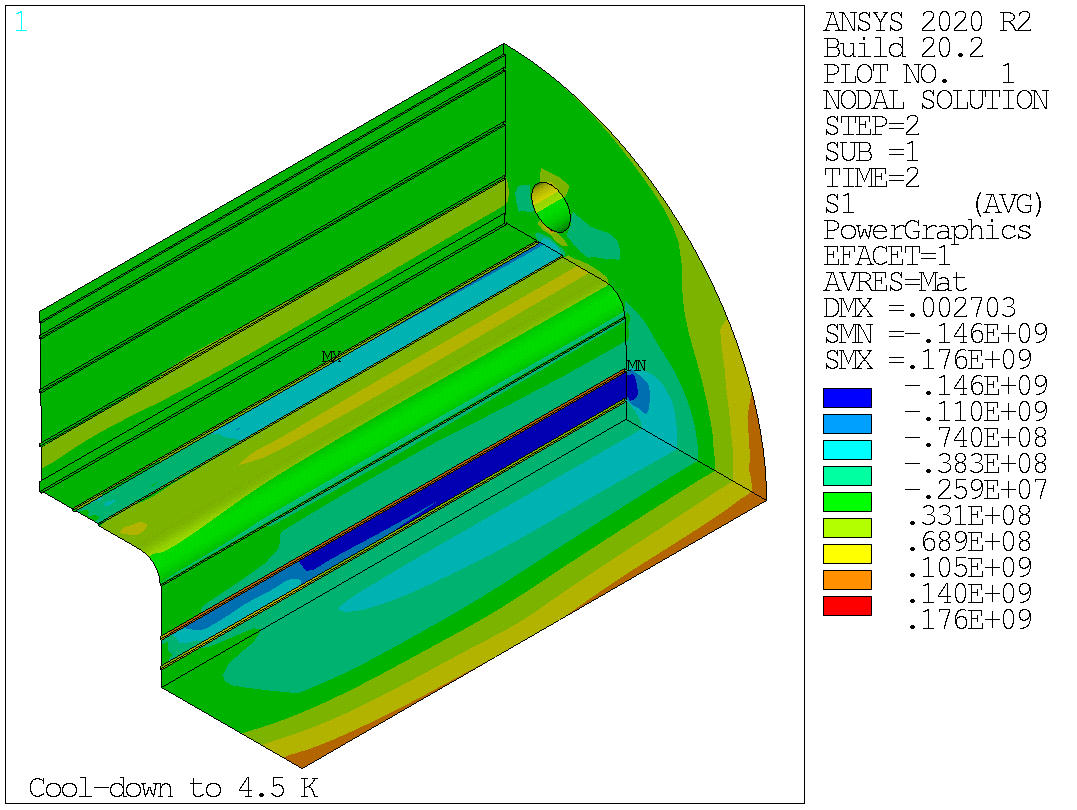 1
ANSYS 2020 R2
Build 20.2
PLOT NO. 1
NODAL SOLUTION
STEP=2
SUB =1
TIME=2
S1 (AVG)
PowerGraphics
EFACET=1
AVRES=Mat
DMX =.002703
SMN =-.146E+09
SMX =.176E+09
-.146E+09
-.110E+09
-.740E+08
-.383E+08
-.259E+07
.331E+08
.689E+08
.105E+09
.140E+09
.176E+09
MX
MN
Cool-down to 4.5 K